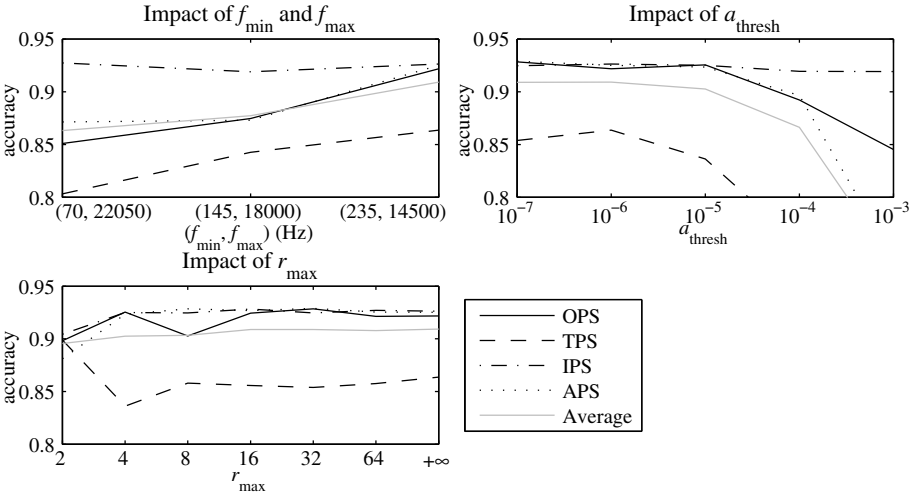 Impact of f_min and f_max
0.95
0.9
0.85
0.8
accuracy
(70, 22050) (145, 18000) (235, 14500)
(f_min, f_max) (Hz)
Impact of a_thresh
0.95
0.9
0.85
0.8
accuracy
10^-7 10^-6 10^-5 10^-4 10^-3
a_thresh
Impact of r_max
0.95
0.9
0.85
0.8
accuracy
2 4 8 16 32 64 +∞
r_max
OPS
TPS
IPS
APS
Average